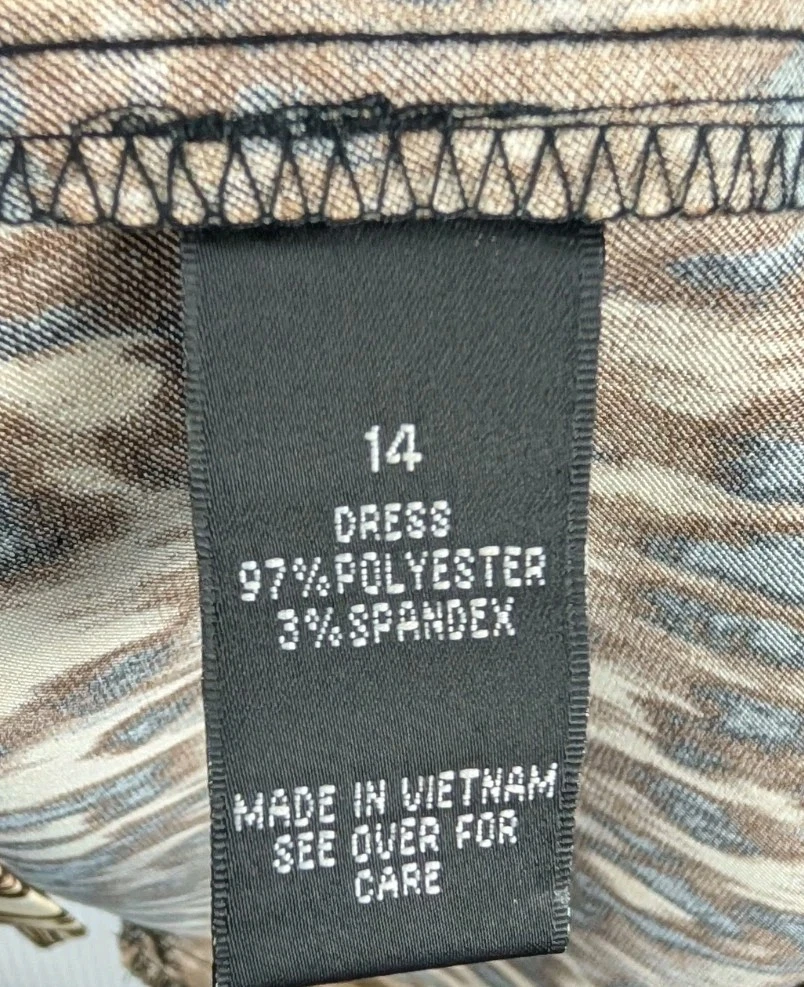 14
DRESS
97%POLYESTER
3%SPANDEX
MADE IN VIETNAM
SEE OVER FOR
CARE